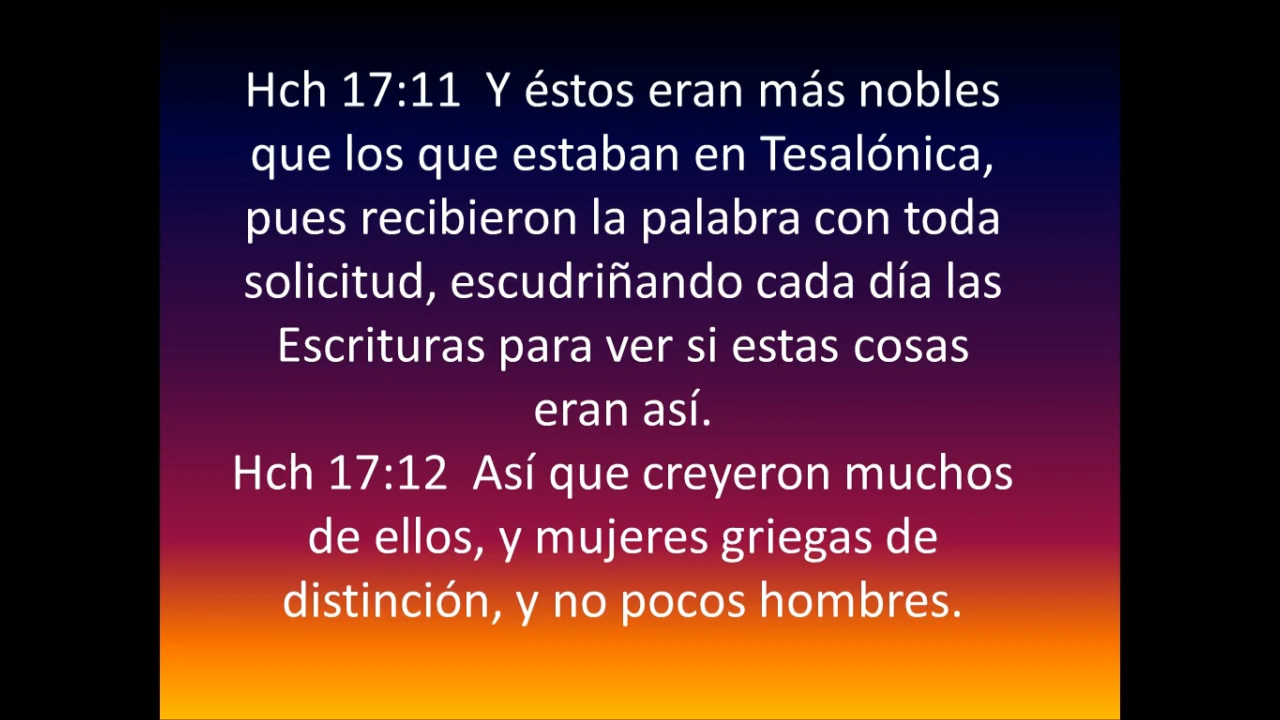 Hch 17:11  Y éstos eran más nobles
que los que estaban en Tesalónica,
pues recibieron la palabra con toda
solicitud, escudriñando cada día las
Escrituras para ver si estas cosas
eran así.
Hch 17:12  Así que creyeron muchos
de ellos, y mujeres griegas de
distinción, y no pocos hombres.